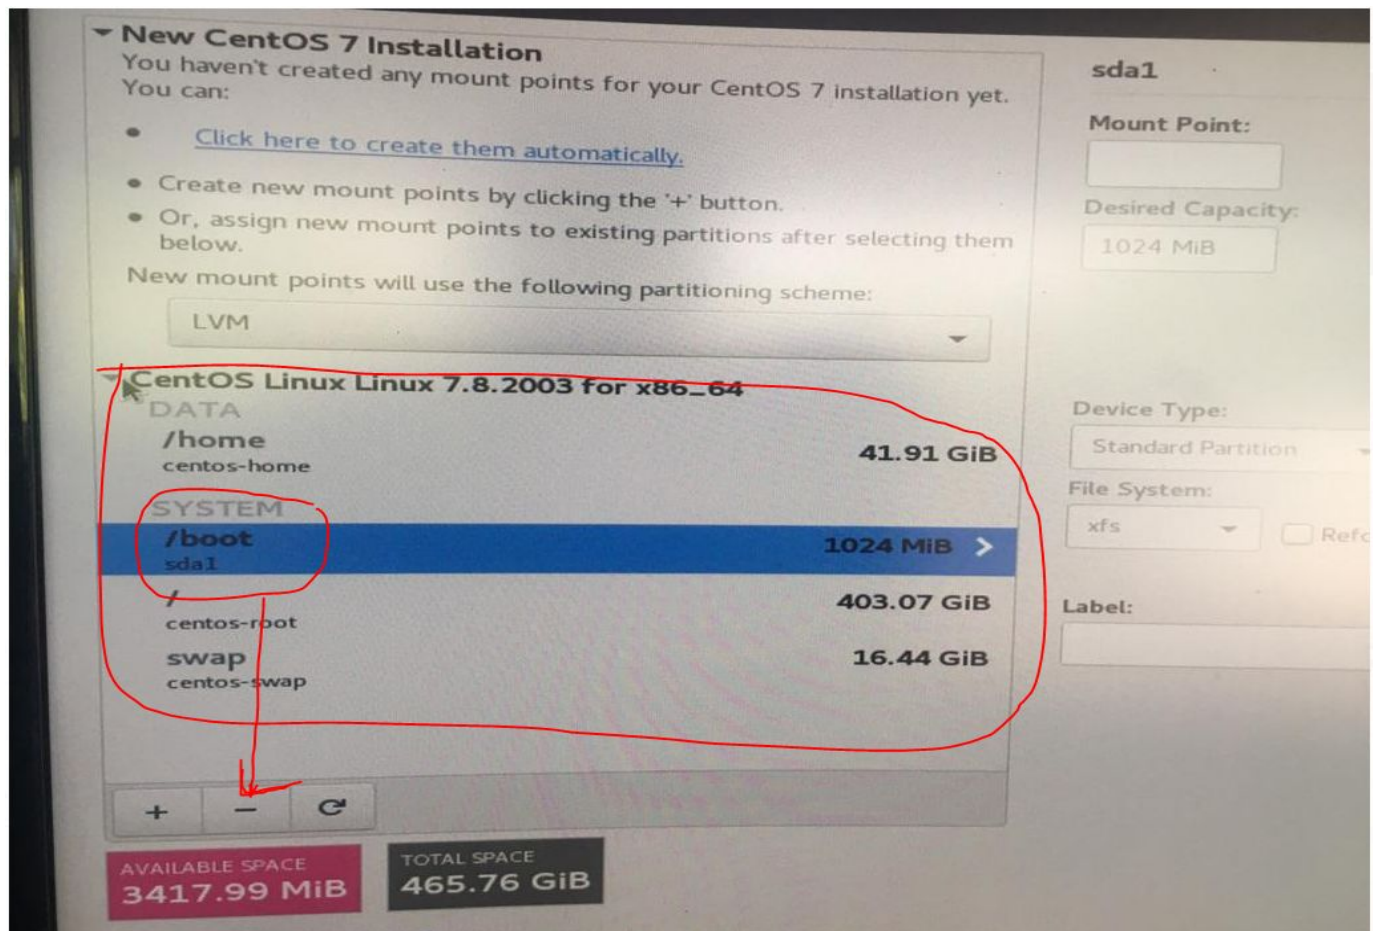 New CentOS 7 Installation
You haven't created any mount points for your CentOS 7 installation yet.
You can:
Click here to create them automatically.
Create new mount points by clicking the '+' button.
Or, assign new mount points to existing partitions after selecting them
below.
New mount points will use the following partitioning scheme:
LVM
CentOS Linux Linux 7.8.2003 for x86_64
DATA
/home 41.91 GiB
centos-home
SYSTEM
/boot 1024 MiB >
sda1
/ 403.07 GiB
centos-root
swap 16.44 GiB
centos-swap
+ − ⟳
AVAILABLE SPACE
3417.99 MiB
TOTAL SPACE
465.76 GiB
sda1
Mount Point:
Desired Capacity:
1024 MiB
Device Type:
Standard Partition
File System:
xfs
Label: